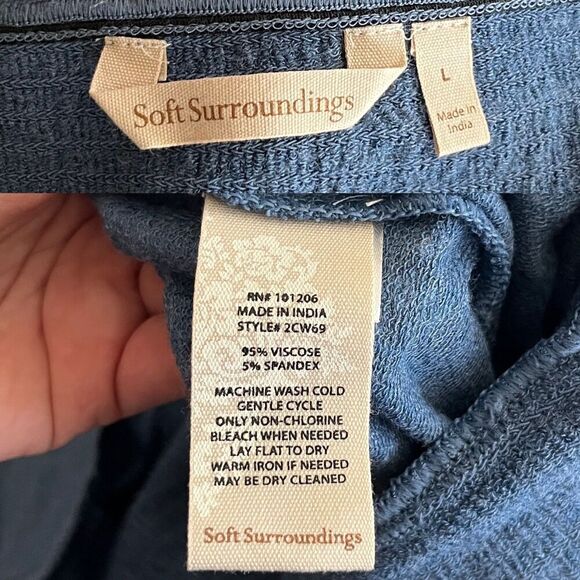 Soft Surroundings
L
Made in
India
RN# 101206
MADE IN INDIA
STYLE# 2CW69
95% VISCOSE
5% SPANDEX
MACHINE WASH COLD
GENTLE CYCLE
ONLY NON-CHLORINE
BLEACH WHEN NEEDED
LAY FLAT TO DRY
WARM IRON IF NEEDED
MAY BE DRY CLEANED
Soft Surroundings